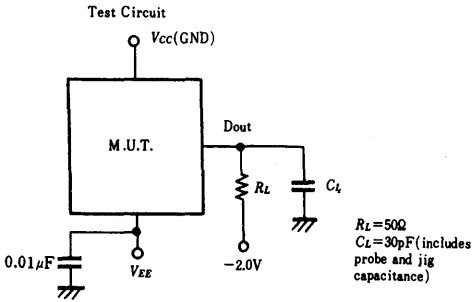 Test Circuit
VCC(GND)
M.U.T.
Dout
RL
CL
0.01μF
VEE
−2.0V
RL=50Ω
CL=30pF(includes
probe and jig
capacitance)